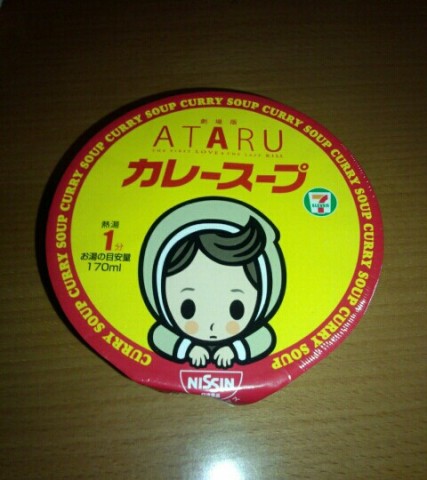 劇場版
ATARU
THE FIRST LOVE & THE LAST KILL
カレースープ
7 ELEVEN
熱湯
1分
お湯の目安量
170ml
CURRY SOUP CURRY SOUP CURRY SOUP CURRY SOUP CURRY SOUP CURRY SOUP CURRY SOUP
NISSIN